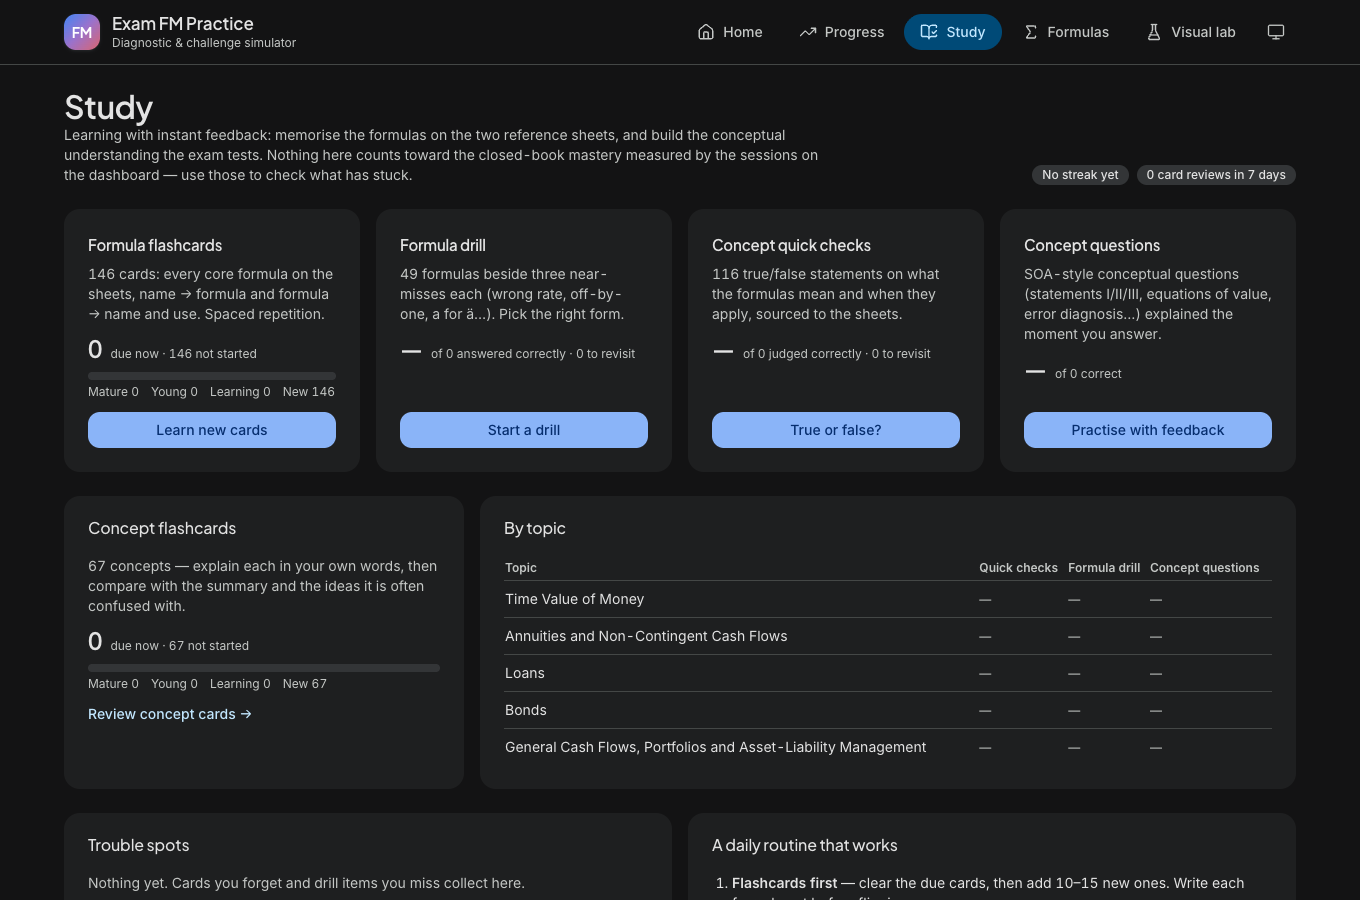 FM
Exam FM Practice
Diagnostic & challenge simulator
Home
Progress
Study
Formulas
Visual lab
Study
Learning with instant feedback: memorise the formulas on the two reference sheets, and build the conceptual
understanding the exam tests. Nothing here counts toward the closed-book mastery measured by the sessions on
the dashboard — use those to check what has stuck.
No streak yet
0 card reviews in 7 days
Formula flashcards
146 cards: every core formula on the
sheets, name → formula and formula
→ name and use. Spaced repetition.
0 due now · 146 not started
Mature 0 Young 0 Learning 0 New 146
Learn new cards
Formula drill
49 formulas beside three near-
misses each (wrong rate, off-by-
one, a for ä…). Pick the right form.
— of 0 answered correctly · 0 to revisit
Start a drill
Concept quick checks
116 true/false statements on what
the formulas mean and when they
apply, sourced to the sheets.
— of 0 judged correctly · 0 to revisit
True or false?
Concept questions
SOA-style conceptual questions
(statements I/II/III, equations of value,
error diagnosis…) explained the
moment you answer.
— of 0 correct
Practise with feedback
Concept flashcards
67 concepts — explain each in your own words, then
compare with the summary and the ideas it is often
confused with.
0 due now · 67 not started
Mature 0 Young 0 Learning 0 New 67
Review concept cards →
By topic
Topic Quick checks Formula drill Concept questions
Time Value of Money — — —
Annuities and Non-Contingent Cash Flows — — —
Loans — — —
Bonds — — —
General Cash Flows, Portfolios and Asset-Liability Management — — —
Trouble spots
Nothing yet. Cards you forget and drill items you miss collect here.
A daily routine that works
1. Flashcards first — clear the due cards, then add 10–15 new ones. Write each